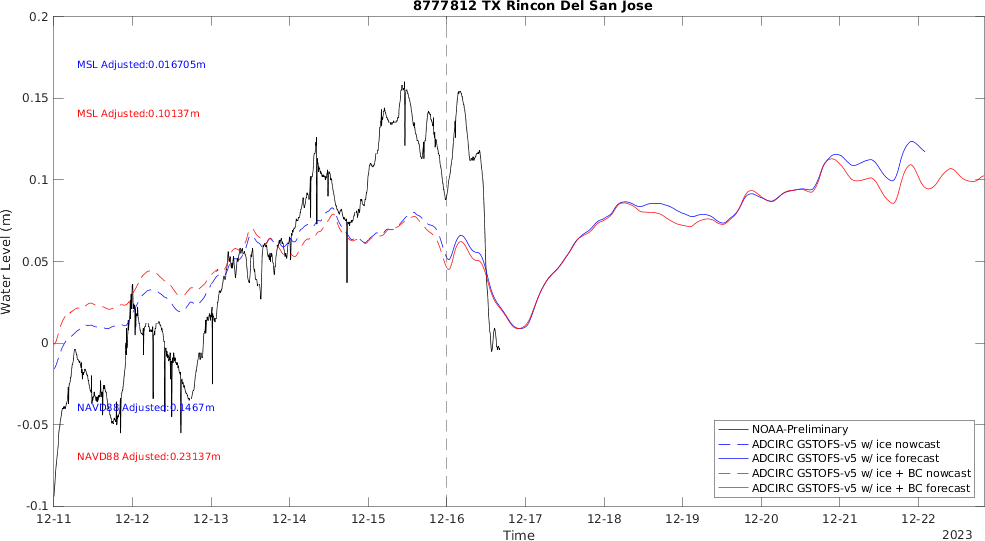 8777812 TX Rincon Del San Jose
0.2
0.15
0.1
0.05
0
-0.05
-0.1
Water Level (m)
MSL Adjusted:0.016705m
MSL Adjusted:0.10137m
NAVD88 Adjusted:0.1467m
NAVD88 Adjusted:0.23137m
NOAA-Preliminary
ADCIRC GSTOFS-v5 w/ ice nowcast
ADCIRC GSTOFS-v5 w/ ice forecast
ADCIRC GSTOFS-v5 w/ ice + BC nowcast
ADCIRC GSTOFS-v5 w/ ice + BC forecast
12-11 12-12 12-13 12-14 12-15 12-16 12-17 12-18 12-19 12-20 12-21 12-22
Time
2023